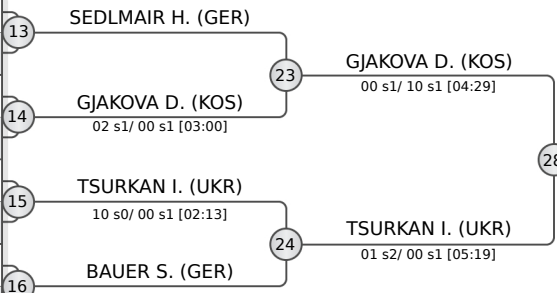 SEDLMAIR H. (GER)
13
GJAKOVA D. (KOS)
23
00 s1/ 10 s1 [04:29]
GJAKOVA D. (KOS)
14
02 s1/ 00 s1 [03:00]
28
TSURKAN I. (UKR)
15
10 s0/ 00 s1 [02:13]
TSURKAN I. (UKR)
24
01 s2/ 00 s1 [05:19]
BAUER S. (GER)
16